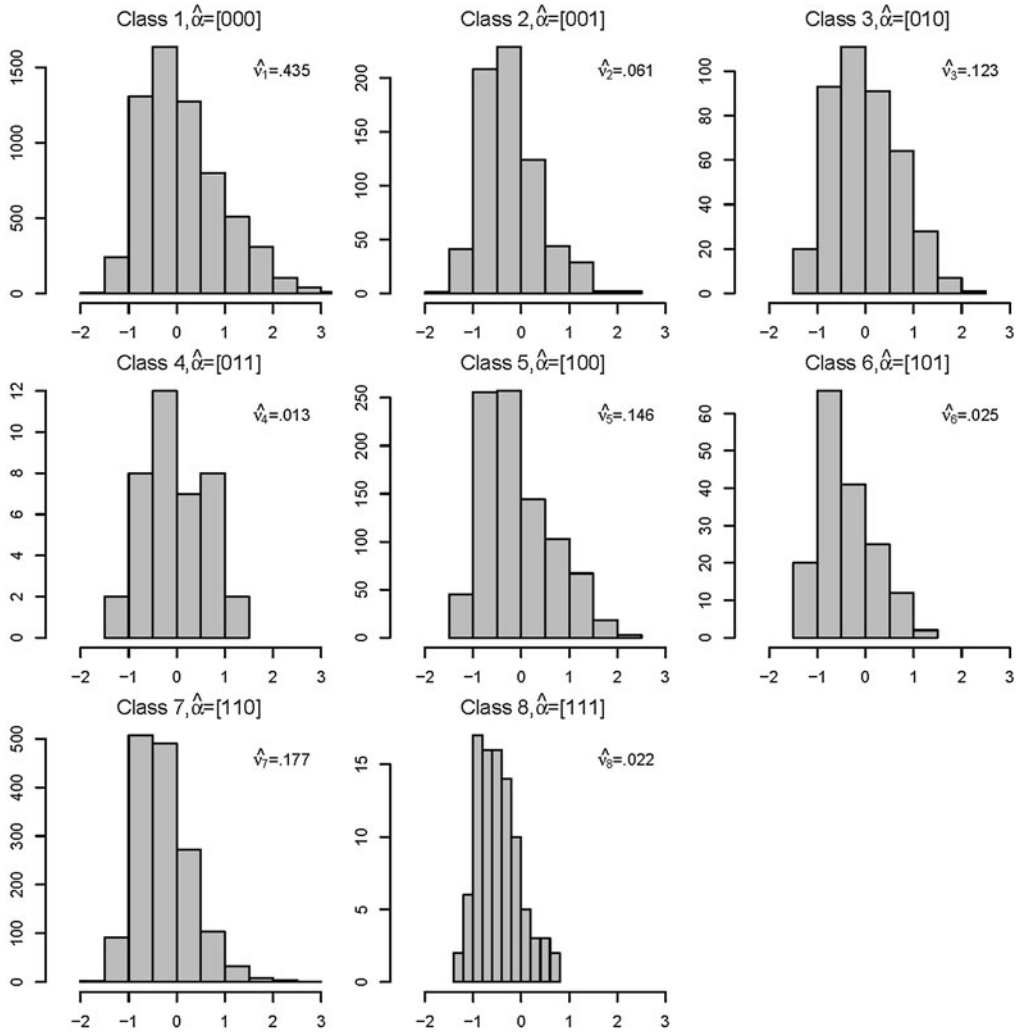 Class 1, α̂=[000]
ν̂₁=.435
0 500 1000 1500
−2 −1 0 1 2 3
Class 2, α̂=[001]
ν̂₂=.061
0 50 100 150 200
−2 −1 0 1 2 3
Class 3, α̂=[010]
ν̂₃=.123
0 20 40 60 80 100
−2 −1 0 1 2 3
Class 4, α̂=[011]
ν̂₄=.013
0 2 4 6 8 10 12
−2 −1 0 1 2 3
Class 5, α̂=[100]
ν̂₅=.146
0 50 100 150 200 250
−2 −1 0 1 2 3
Class 6, α̂=[101]
ν̂₆=.025
0 10 20 30 40 50 60
−2 −1 0 1 2 3
Class 7, α̂=[110]
ν̂₇=.177
0 100 200 300 400 500
−2 −1 0 1 2 3
Class 8, α̂=[111]
ν̂₈=.022
0 5 10 15
−2 −1 0 1 2 3